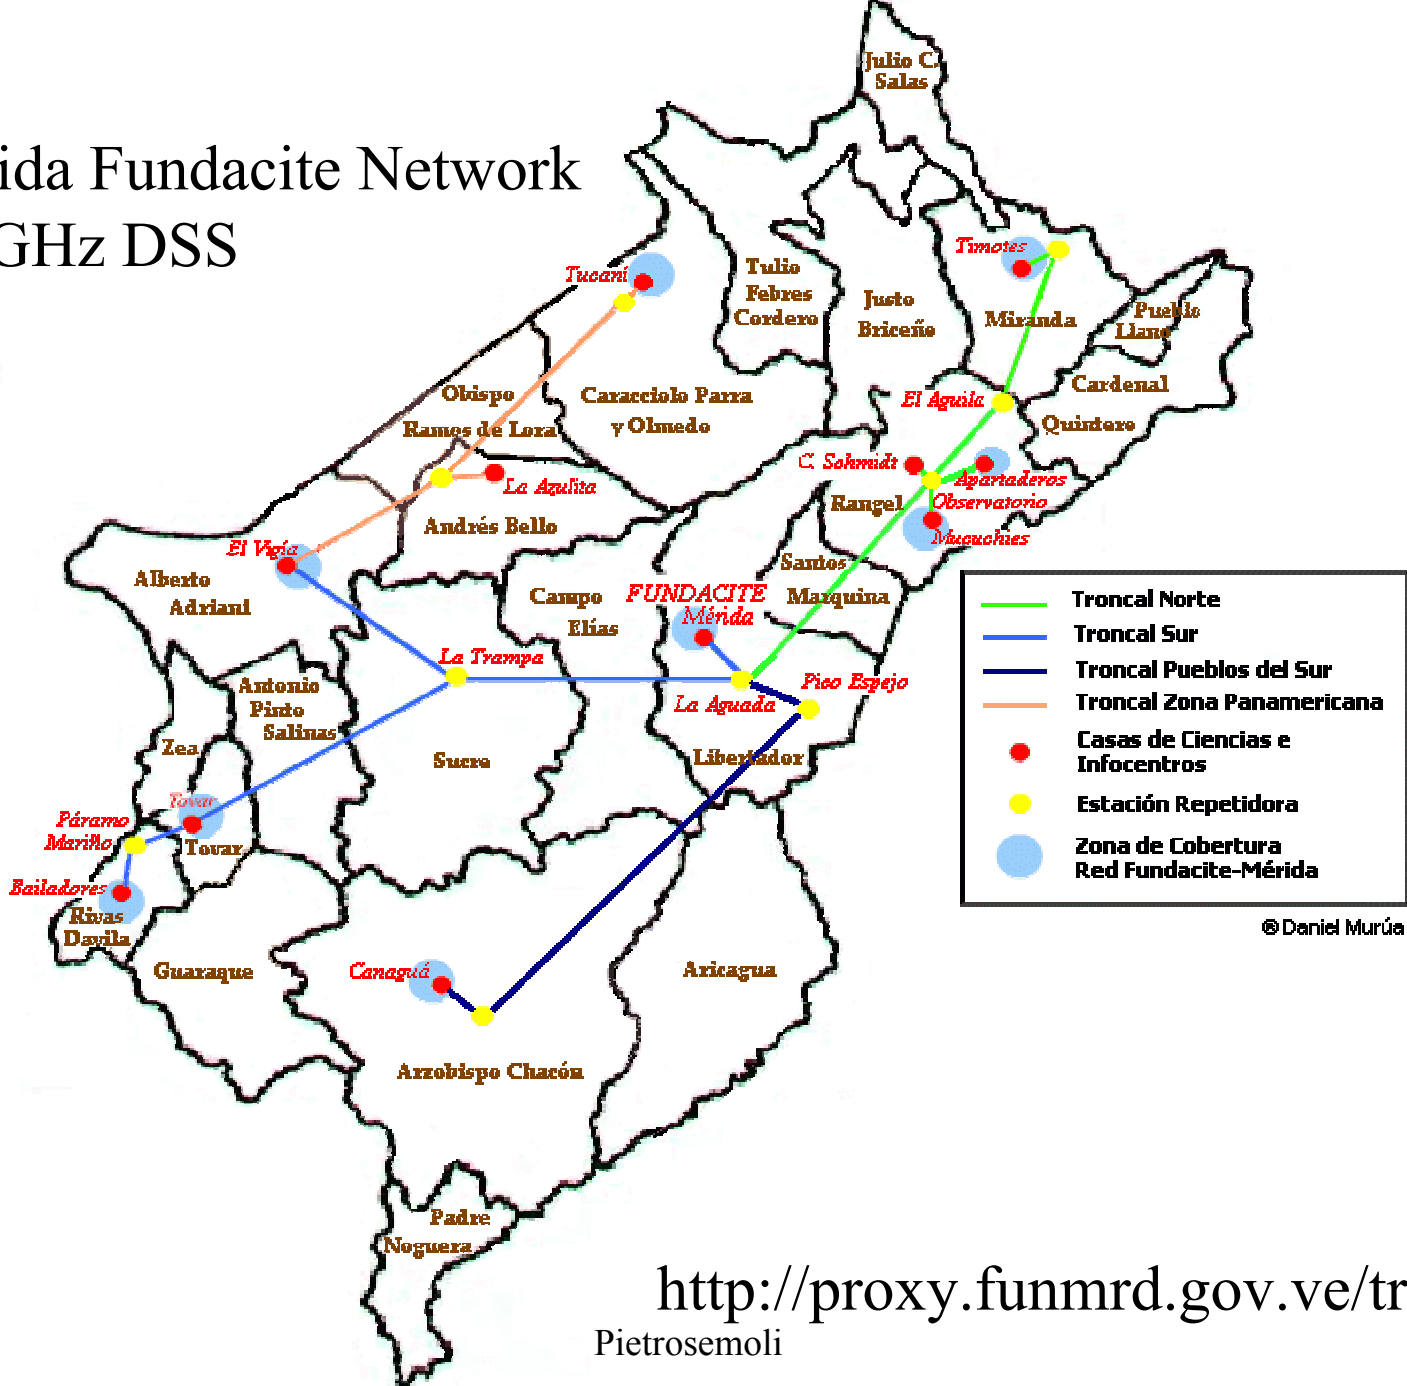 ida Fundacite Network
GHz DSS
Julio C.
Salas
Timotes
Tucaní
Tulio
Febres
Cordero
Justo
Briceño
Miranda
Pueblo
Llano
Cardenal
Quintero
Obispo
Ramos de Lora
Caracciolo Parra
y Olmedo
El Aguila
C. Sohmidt
Apartaderos
Observatorio
Mucuchies
Rangel
La Azulita
Andrés Bello
El Vigía
Alberto
Adriani
Santos
Marquina
Campo
Elías
FUNDACITE
Mérida
La Trampa
Pico Espejo
La Aguada
Libertador
Antonio
Pinto
Salinas
Zea
Sucre
Tovar
Páramo
Mariño
Tovar
Bailadores
Rivas
Davila
Guaraque
Canaguá
Aricagua
Arzobispo Chacón
Padre
Noguera
Troncal Norte
Troncal Sur
Troncal Pueblos del Sur
Troncal Zona Panamericana
Casas de Ciencias e
Infocentros
Estación Repetidora
Zona de Cobertura
Red Fundacite-Mérida
® Daniel Murúa
http://proxy.funmrd.gov.ve/tr
Pietrosemoli